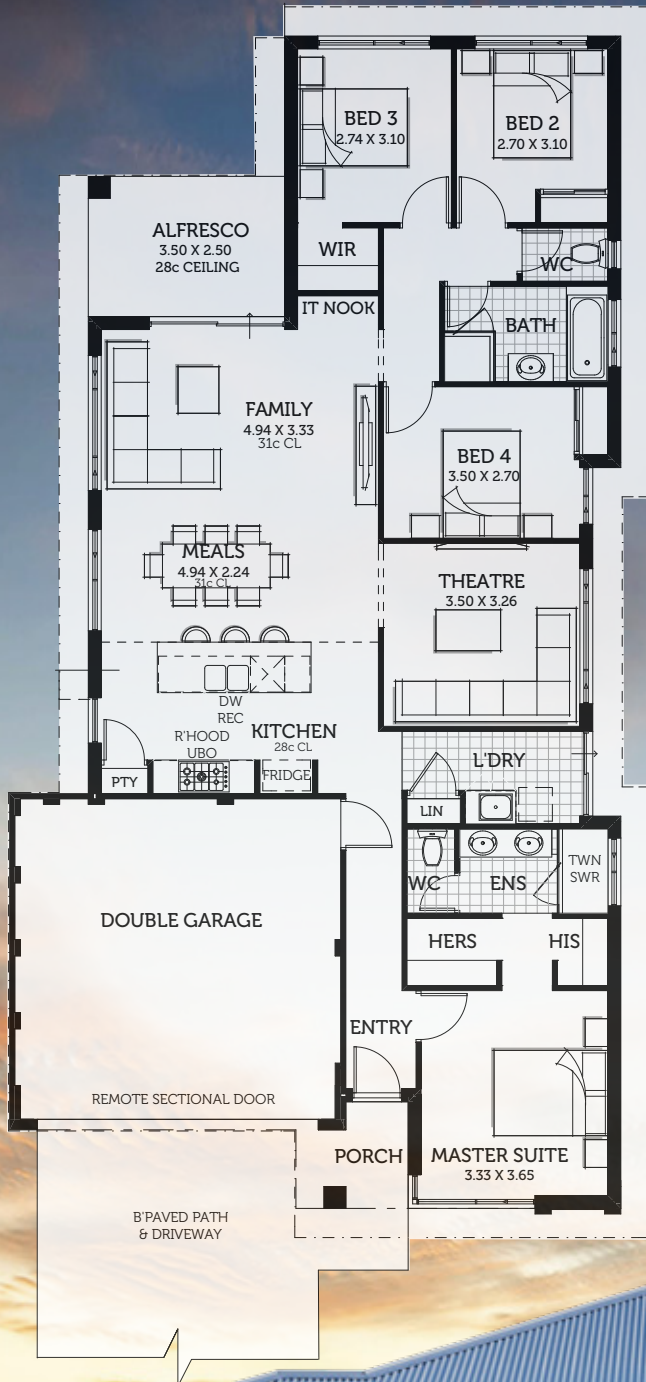 BED 3
2.74 X 3.10
BED 2
2.70 X 3.10
ALFRESCO
3.50 X 2.50
28c CEILING
WIR
WC
IT NOOK
BATH
FAMILY
4.94 X 3.33
31c CL
BED 4
3.50 X 2.70
MEALS
4.94 X 2.24
31c CL
THEATRE
3.50 X 3.26
DW
REC
R'HOOD
UBO
KITCHEN
28c CL
FRIDGE
PTY
L'DRY
LIN
WC
ENS
TWN
SWR
DOUBLE GARAGE
HERS
HIS
ENTRY
REMOTE SECTIONAL DOOR
PORCH
MASTER SUITE
3.33 X 3.65
B'PAVED PATH
& DRIVEWAY